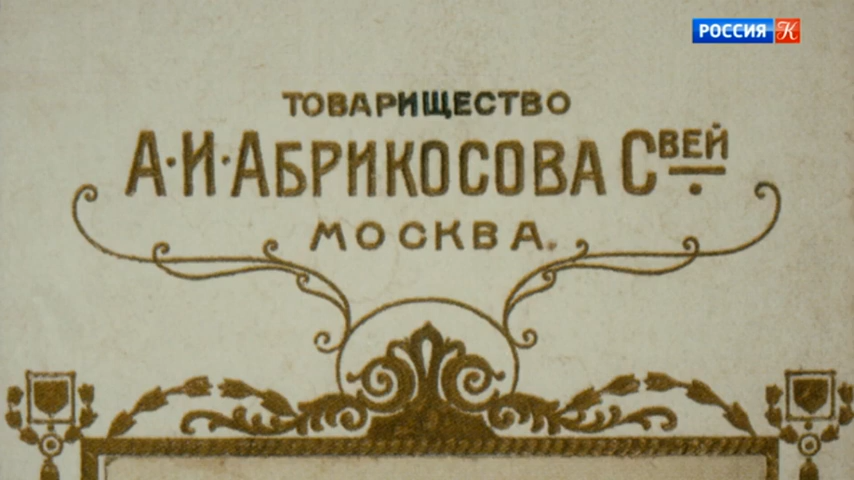 РОССИЯ К
ТОВАРИЩЕСТВО
А·И·АБРИКОСОВА СВЕЙ
МОСКВА.